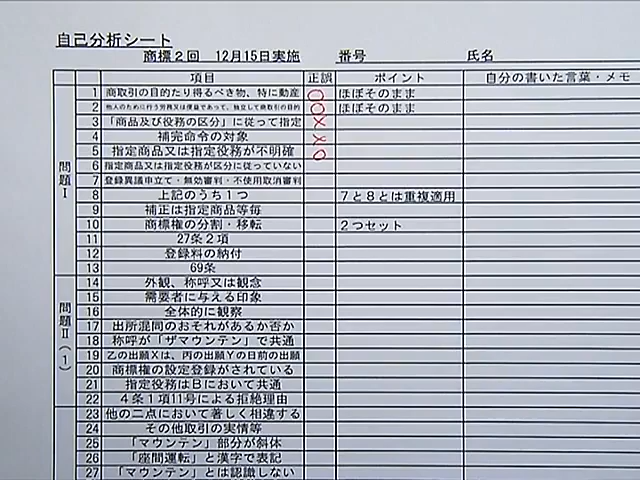 自己分析シート
商標２回　12月15日実施　番号　氏名
項目　正誤　ポイント　自分の書いた言葉・メモ
問題Ⅰ
1　商取引の目的たり得るべき物、特に動産　○　ほぼそのまま
2　他人のために行う労務又は便益であって、独立して商取引の目的　○　ほぼそのまま
3　「商品及び役務の区分」に従って指定　×
4　補完命令の対象　×
5　指定商品又は指定役務が不明確　○
6　指定商品又は指定役務が区分に従っていない
7　登録異議申立て・無効審判・不使用取消審判
8　上記のうち１つ　７と８とは重複適用
9　補正は指定商品等毎
10　商標権の分割・移転　２つセット
11　27条２項
12　登録料の納付
13　69条
問題Ⅱ（１）
14　外観、称呼又は観念
15　需要者に与える印象
16　全体的に観察
17　出所混同のおそれがあるか否か
18　称呼が「ザマウンテン」で共通
19　乙の出願Ｘは、丙の出願Ｙの日前の出願
20　商標権の設定登録がされている
21　指定役務はＢにおいて共通
22　４条１項11号による拒絶理由
23　他の二点において著しく相違する
24　その他取引の実情等
25　「マウンテン」部分が斜体
26　「座間運転」と漢字で表記
27　「マウンテン」とは認識しない